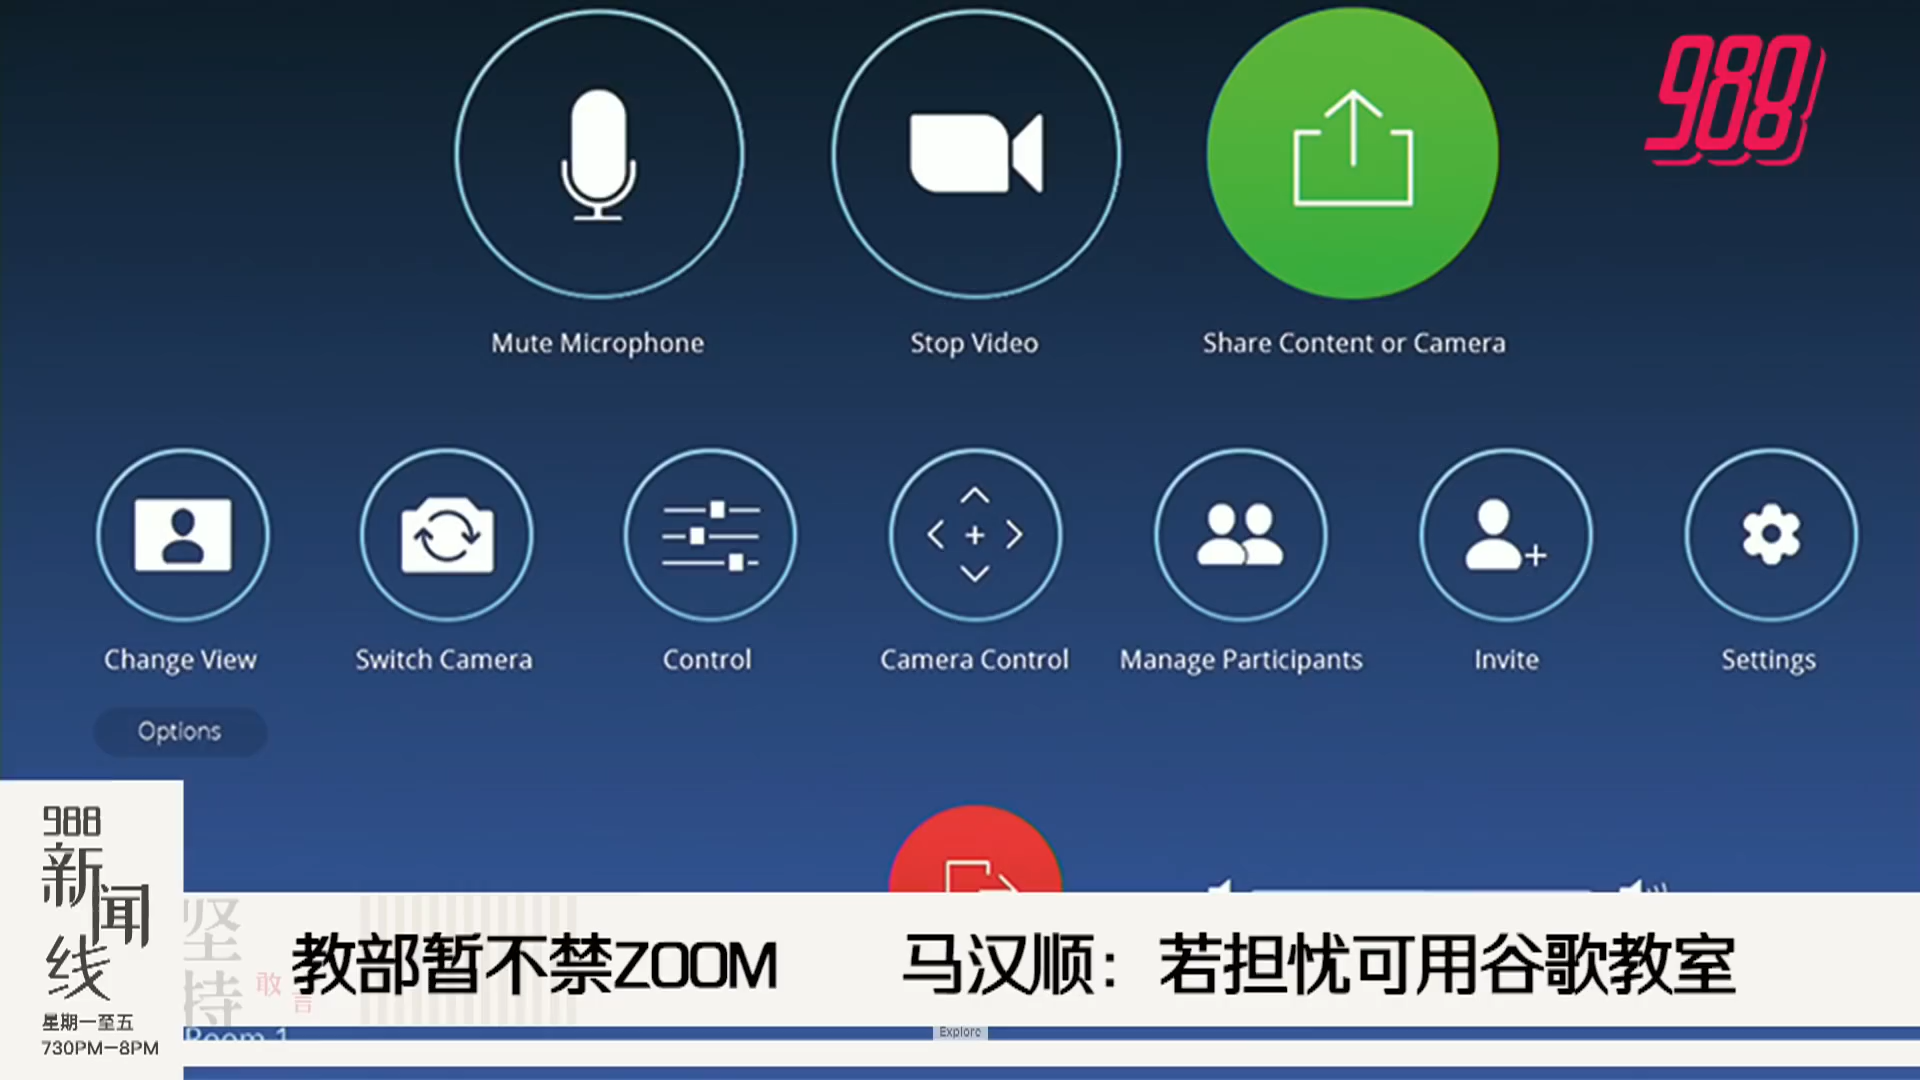 988
Mute Microphone
Stop Video
Share Content or Camera
Change View
Switch Camera
Control
Camera Control
Manage Participants
Invite
Settings
Options
988
新闻线
星期一至五
730PM-8PM
坚持
敢言
教部暂不禁ZOOM 马汉顺：若担忧可用谷歌教室
Room 1
Explore